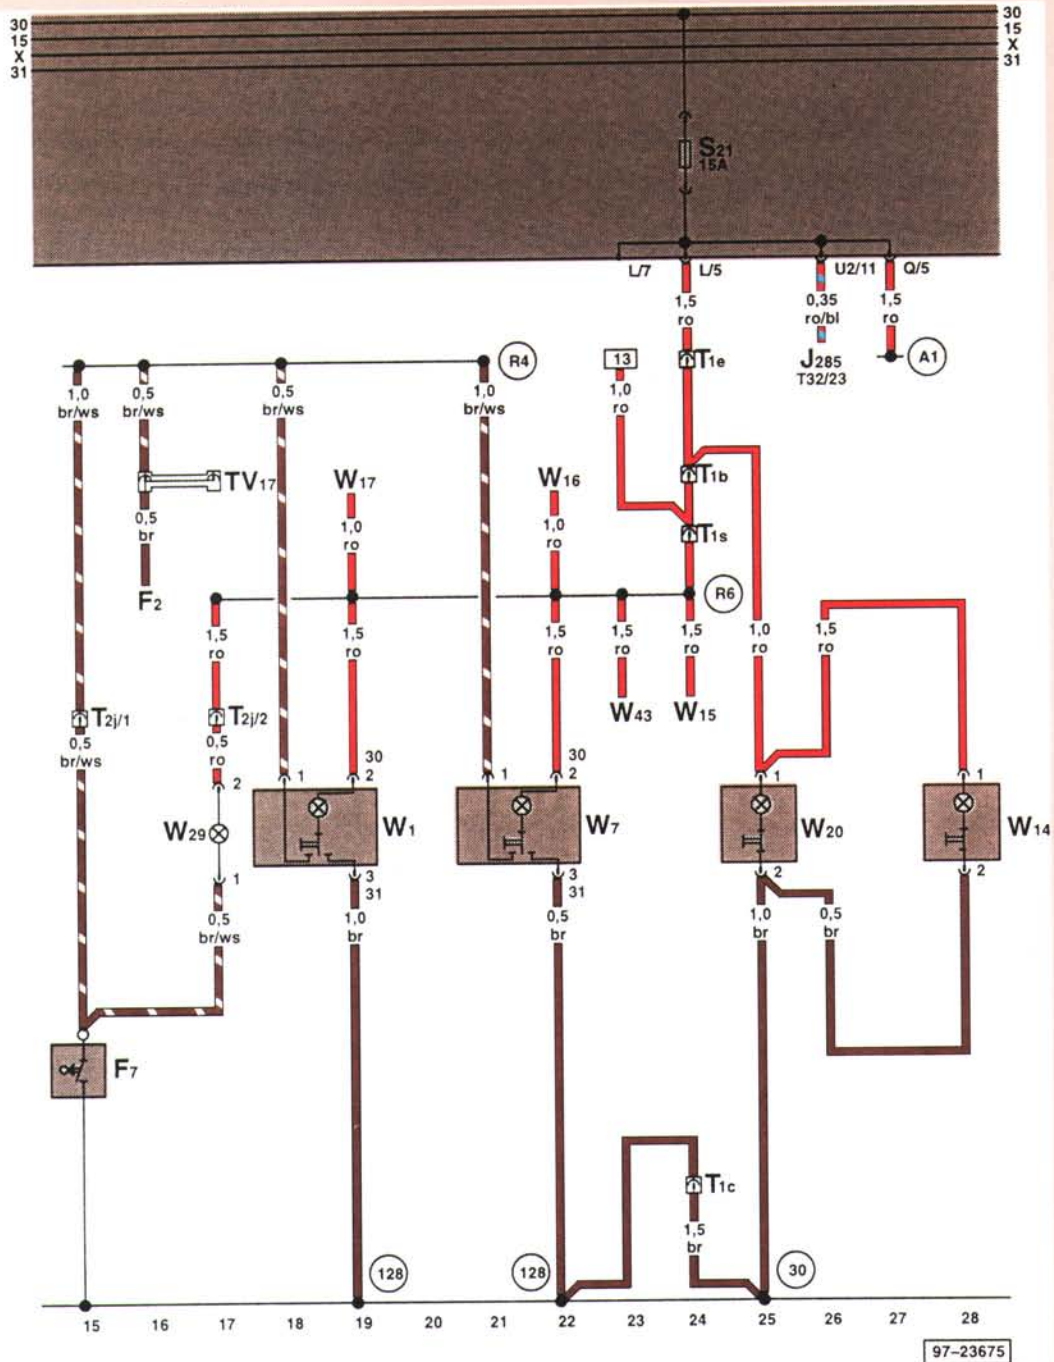 30 30
15 15
X X
31 31
S21
15A
L/7 L/5 U2/11 Q/5
1,5
ro
0,35
ro/bl
1,5
ro
R4
13
T1e
J285
T32/23
A1
1,0
br/ws
0,5
br/ws
0,5
br/ws
1,0
br/ws
1,0
ro
TV17
W17
W16
T1b
0,5
br
1,0
ro
1,0
ro
T1s
F2
R6
1,5
ro
1,5
ro
1,5
ro
1,5
ro
1,5
ro
1,0
ro
1,5
ro
T2j/1
T2j/2
W43
W15
0,5
br/ws
0,5
ro
2
1
30
2
1
30
2
1
1
W29
W1
W7
W20
W14
1
3
31
3
31
2
2
0,5
br/ws
1,0
br
0,5
br
1,0
br
0,5
br
F7
T1c
1,5
br
128
128
30
15 16 17 18 19 20 21 22 23 24 25 26 27 28
97–23675